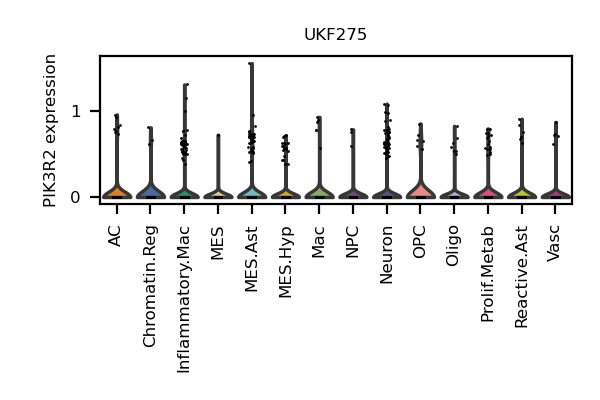 UKF275
PIK3R2 expression
1
0
AC
Chromatin.Reg
Inflammatory.Mac
MES
MES.Ast
MES.Hyp
Mac
NPC
Neuron
OPC
Oligo
Prolif.Metab
Reactive.Ast
Vasc